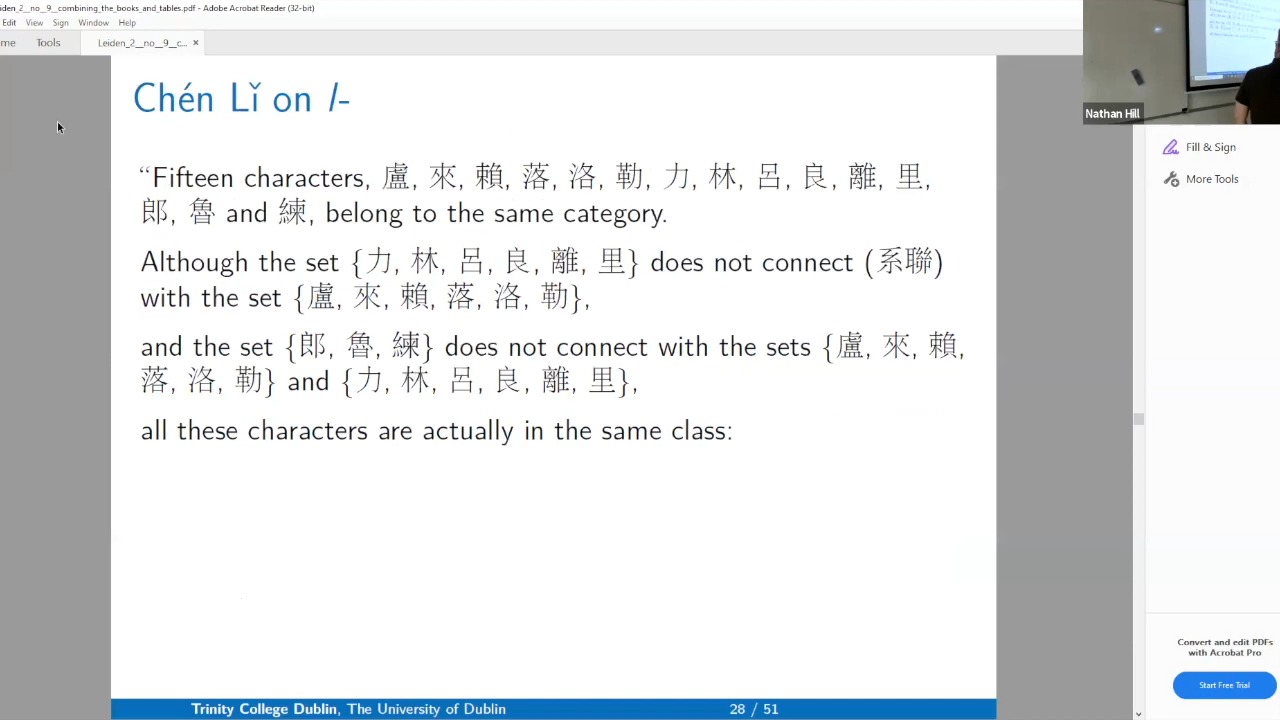 eiden_2__no__9__combining_the_books_and_tables.pdf - Adobe Acrobat Reader (32-bit)
Edit View Sign Window Help
me Tools Leiden_2__no__9__c... ×
Chén Lǐ on l-
“Fifteen characters, 盧, 來, 賴, 落, 洛, 勒, 力, 林, 呂, 良, 離, 里,
郎, 魯 and 練, belong to the same category.
Although the set {力, 林, 呂, 良, 離, 里} does not connect (系聯)
with the set {盧, 來, 賴, 落, 洛, 勒},
and the set {郎, 魯, 練} does not connect with the sets {盧, 來, 賴,
落, 洛, 勒} and {力, 林, 呂, 良, 離, 里},
all these characters are actually in the same class:
Trinity College Dublin, The University of Dublin 28 / 51
Nathan Hill
Fill & Sign
More Tools
Convert and edit PDFs
with Acrobat Pro
Start Free Trial